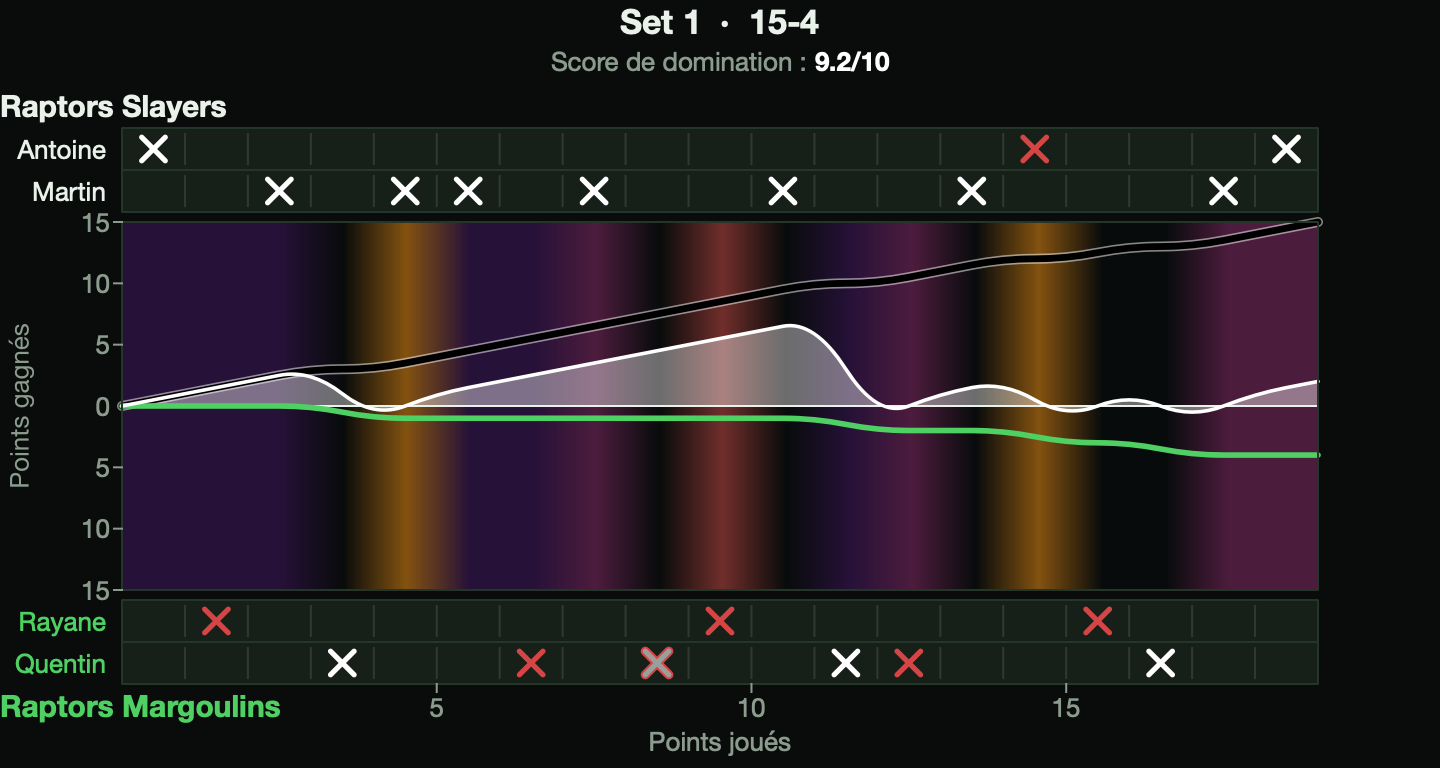 Set 1 · 15-4
Score de domination : 9.2/10
Raptors Slayers
Antoine
Martin
15
10
5
0
5
10
15
Points gagnés
Rayane
Quentin
Raptors Margoulins
5 10 15
Points joués